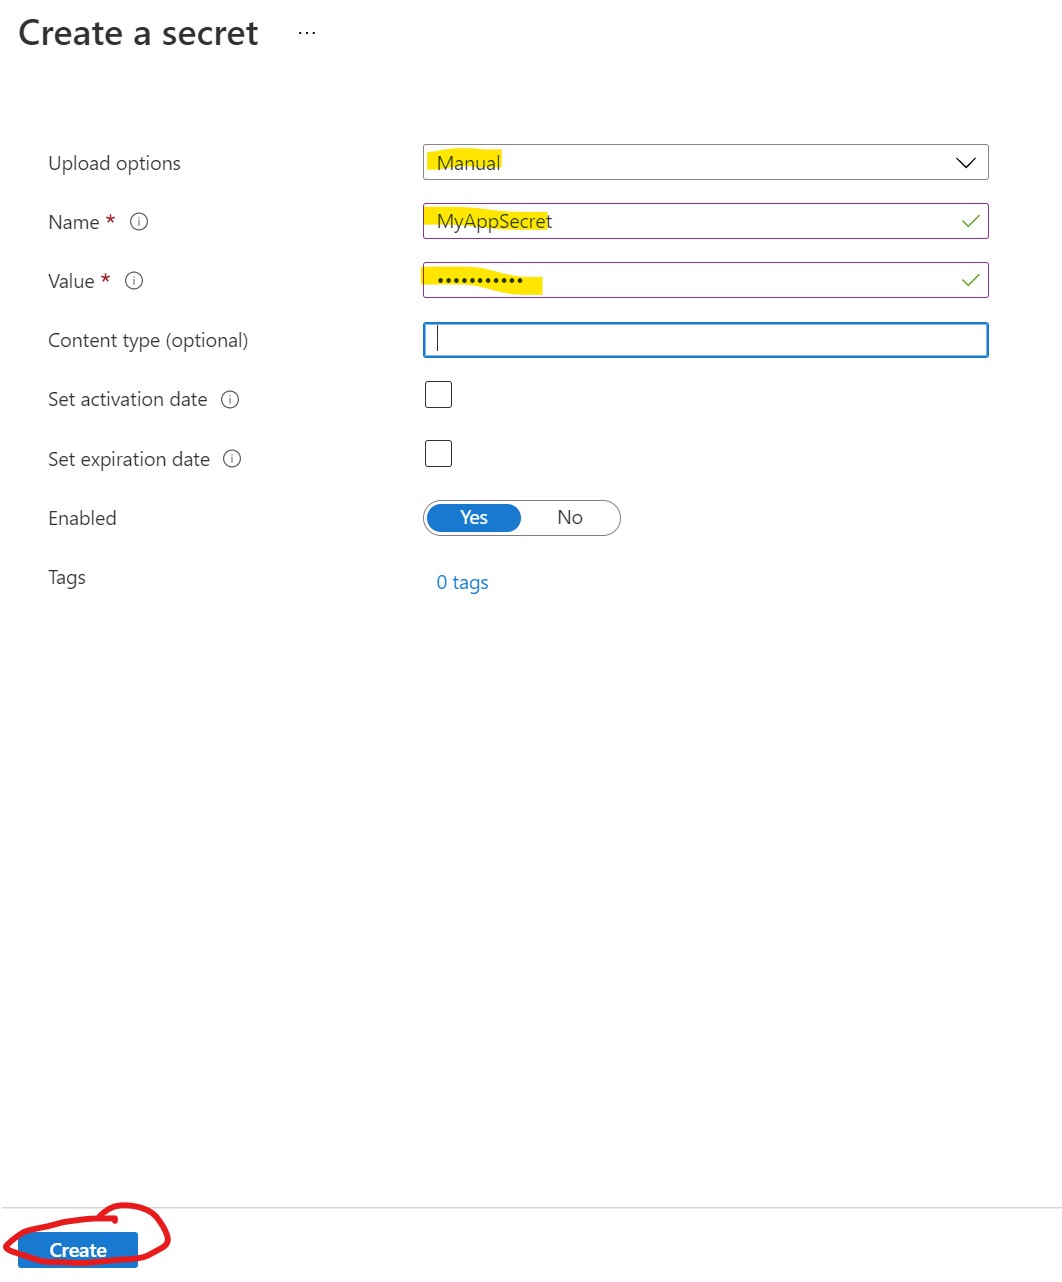 Create a secret ...
Upload options Manual
Name * MyAppSecret
Value * •••••••••••
Content type (optional)
Set activation date
Set expiration date
Enabled Yes No
Tags 0 tags
Create